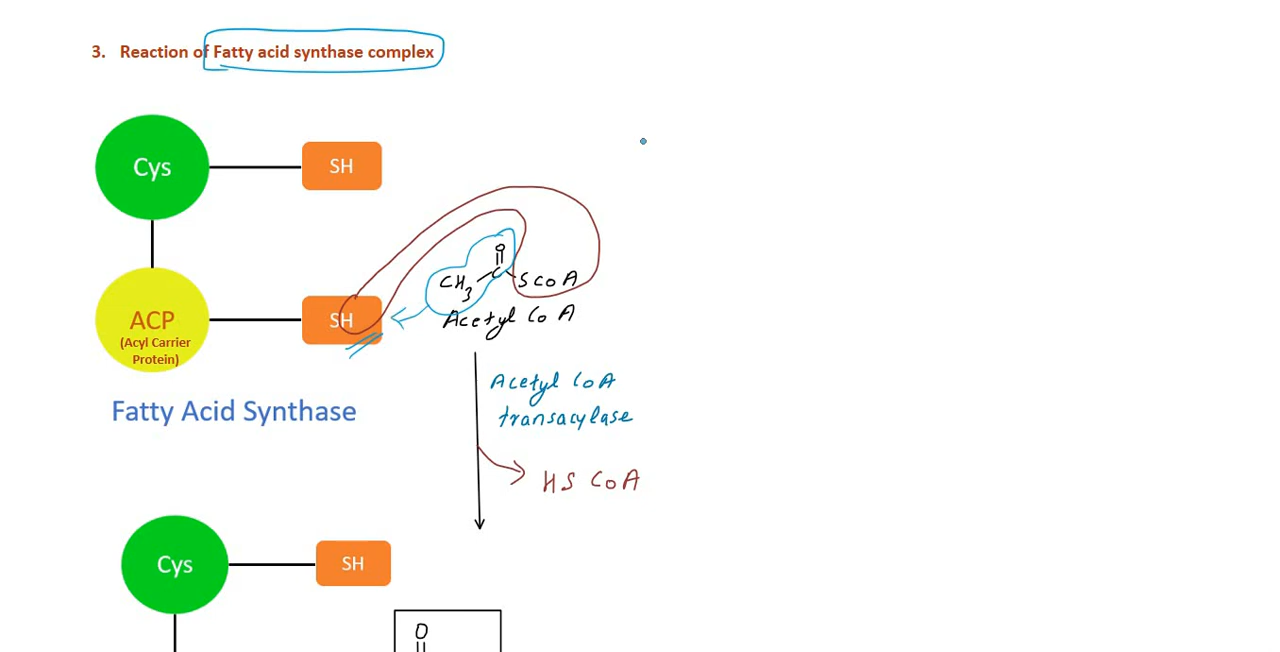 3. Reaction of Fatty acid synthase complex
Cys
SH
O
CH3 C SCoA
Acetyl CoA
ACP
(Acyl Carrier
Protein)
SH
Fatty Acid Synthase
Acetyl CoA
transacylase
HS CoA
Cys
SH
O